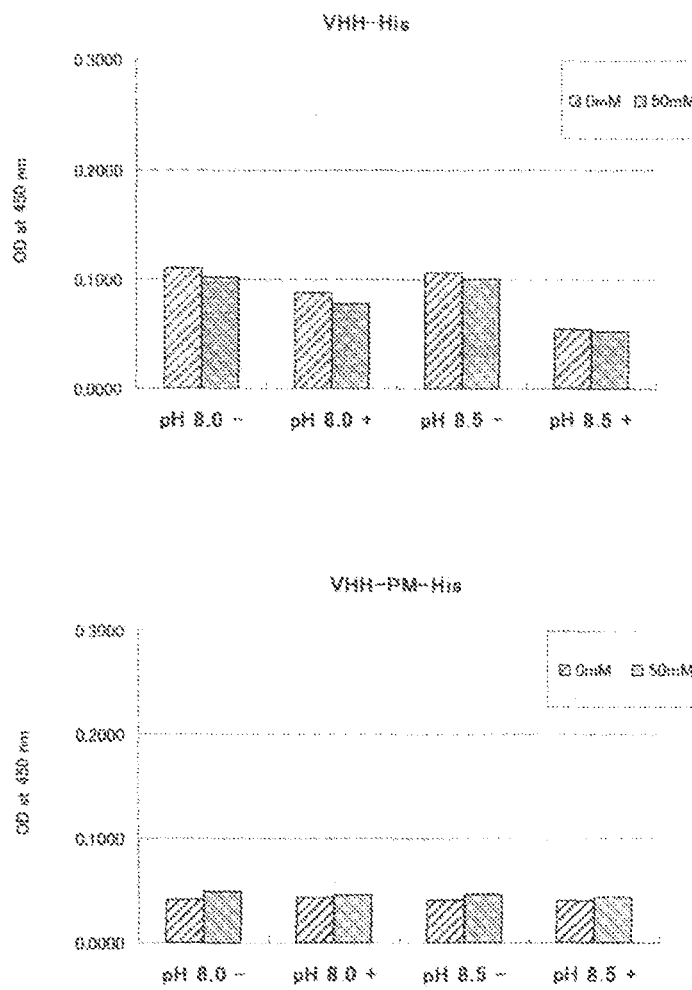 VHH-His
0.3000
0mM 50mM
0.2000
OD at 450 nm
0.1000
0.0000
pH 8.0 - pH 8.0 + pH 8.5 - pH 8.5 +
VHH-PM-His
0.3000
0mM 50mM
0.2000
OD at 450 nm
0.1000
0.0000
pH 8.0 - pH 8.0 + pH 8.5 - pH 8.5 +